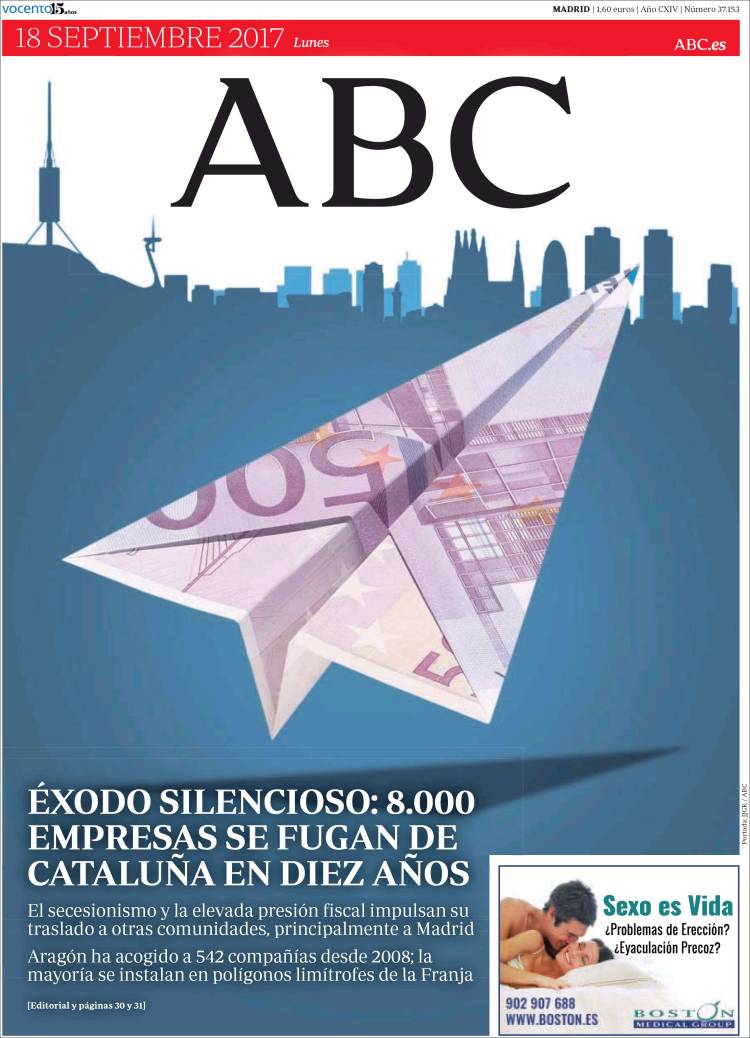 vocento 15 años
MADRID | 1,60 euros | Año CXIV | Número 37.153
18 SEPTIEMBRE 2017 Lunes
ABC.es
ABC
500
ÉXODO SILENCIOSO: 8.000
EMPRESAS SE FUGAN DE
CATALUÑA EN DIEZ AÑOS
El secesionismo y la elevada presión fiscal impulsan su
traslado a otras comunidades, principalmente a Madrid
Aragón ha acogido a 542 compañías desde 2008; la
mayoría se instalan en polígonos limítrofes de la Franja
[Editorial y páginas 30 y 31]
Portada: JJGK / ABC
Sexo es Vida
¿Problemas de Erección?
¿Eyaculación Precoz?
902 907 688
WWW.BOSTON.ES
BOSTON
MEDICAL GROUP